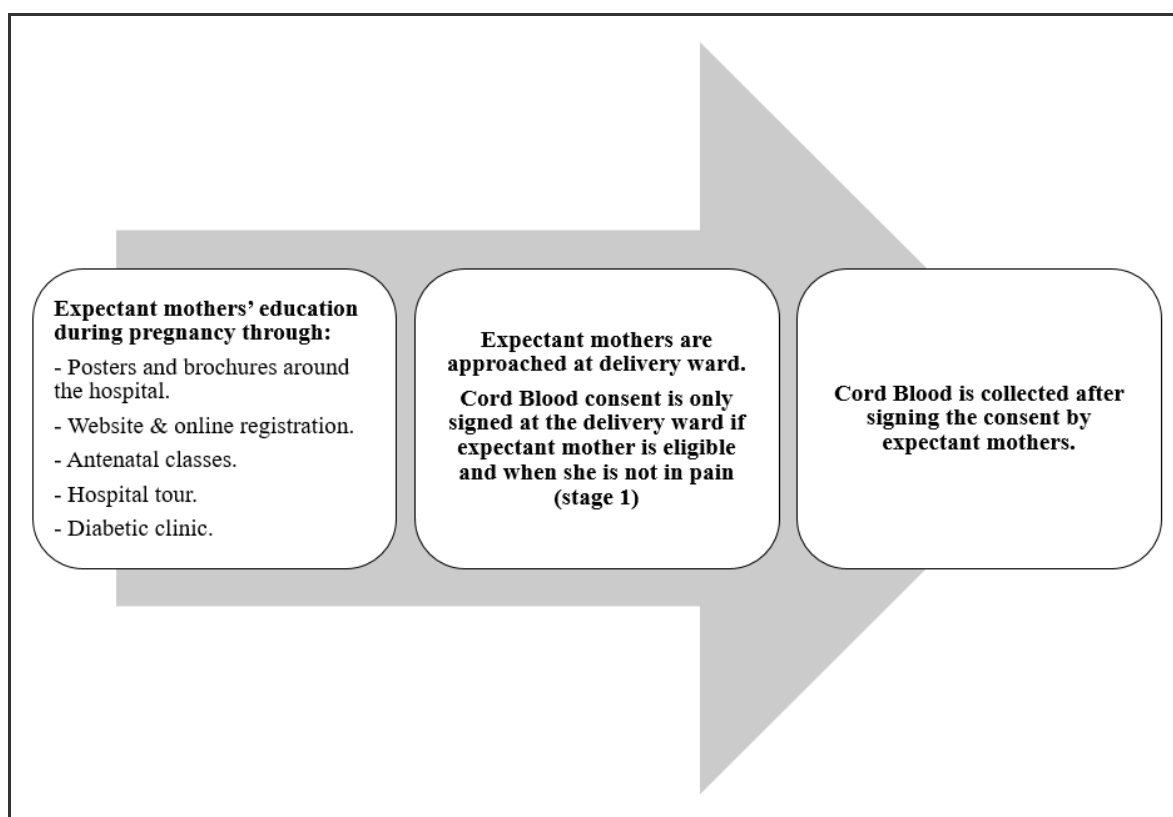 Expectant mothers’ education
during pregnancy through:
- Posters and brochures around
the hospital.
- Website & online registration.
- Antenatal classes.
- Hospital tour.
- Diabetic clinic.
Expectant mothers are
approached at delivery ward.
Cord Blood consent is only
signed at the delivery ward if
expectant mother is eligible
and when she is not in pain
(stage 1)
Cord Blood is collected after
signing the consent by
expectant mothers.